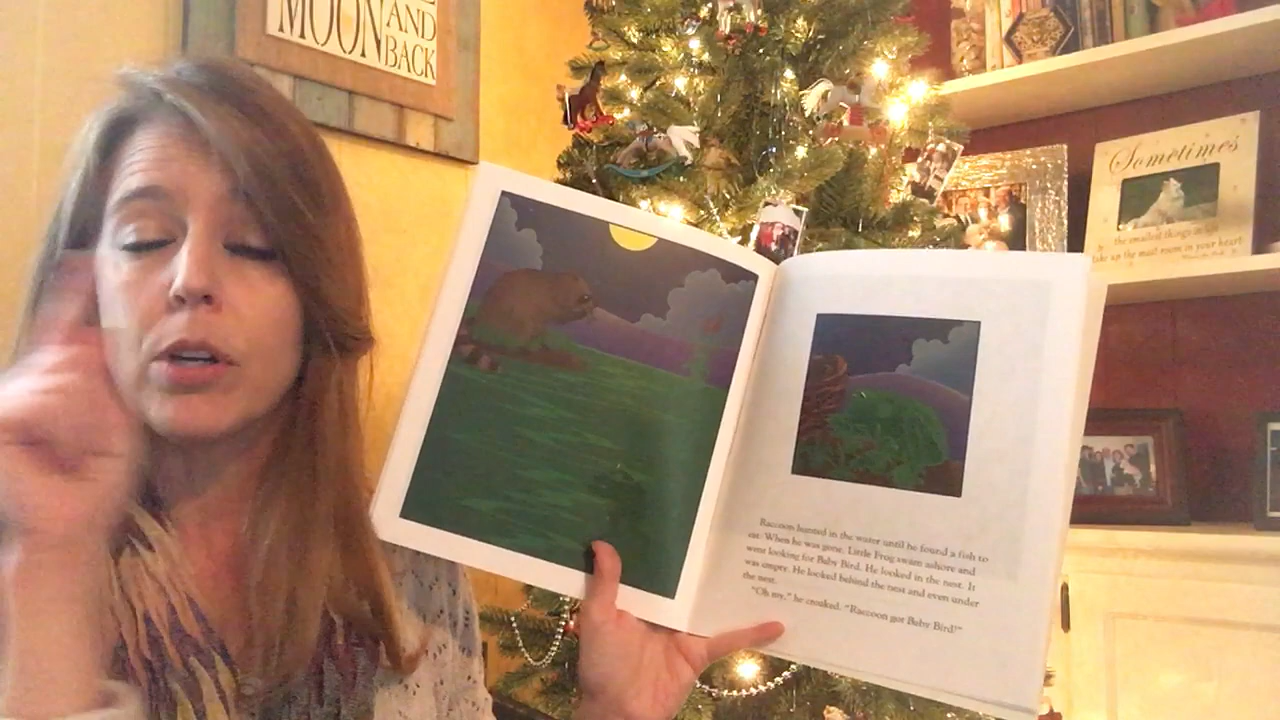 MOON AND
BACK
Sometimes
the smallest things in life
take up the most room in your heart
Raccoon hunted in the water until he found a fish to
eat. When he was gone, Little Frog swam ashore and
went looking for Baby Bird. He looked in the nest. It
was empty. He looked behind the nest and even under
the nest.
"Oh my," he croaked. "Raccoon got Baby Bird!"